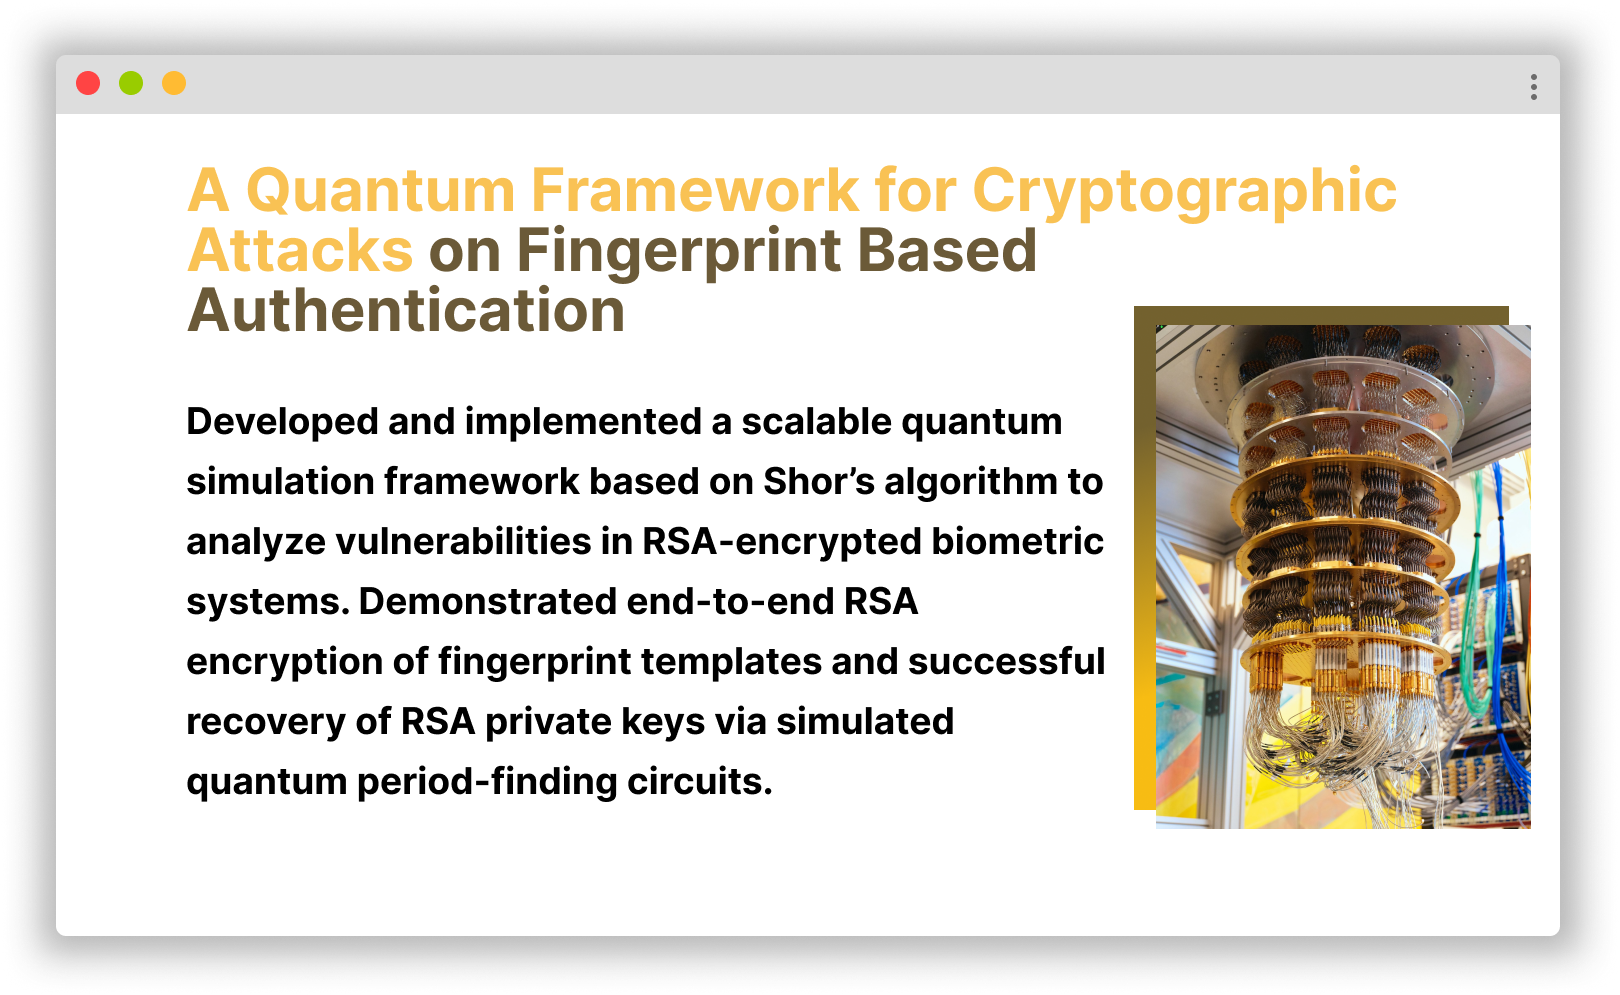 A Quantum Framework for Cryptographic
Attacks on Fingerprint Based
Authentication
Developed and implemented a scalable quantum
simulation framework based on Shor’s algorithm to
analyze vulnerabilities in RSA-encrypted biometric
systems. Demonstrated end-to-end RSA
encryption of fingerprint templates and successful
recovery of RSA private keys via simulated
quantum period-finding circuits.